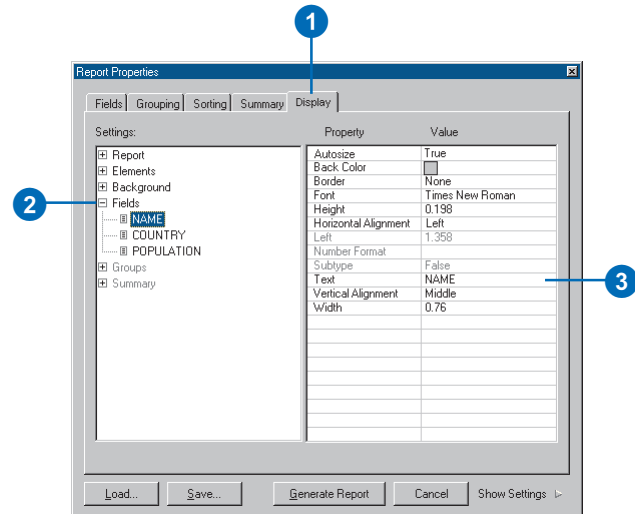 1
Report Properties
Fields Grouping Sorting Summary Display
Settings:
Property Value
Report
Elements
Background
Fields
NAME
COUNTRY
POPULATION
Groups
Summary
Autosize True
Back Color
Border None
Font Times New Roman
Height 0.198
Horizontal Alignment Left
Left 1.358
Number Format
Subtype False
Text NAME
Vertical Alignment Middle
Width 0.76
2
3
Load... Save... Generate Report Cancel Show Settings